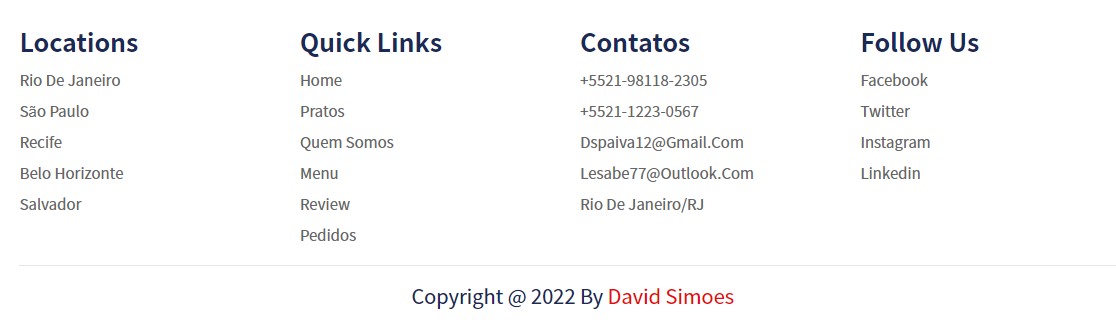 Locations
Rio De Janeiro
São Paulo
Recife
Belo Horizonte
Salvador
Quick Links
Home
Pratos
Quem Somos
Menu
Review
Pedidos
Contatos
+5521-98118-2305
+5521-1223-0567
Dspaiva12@Gmail.Com
Lesabe77@Outlook.Com
Rio De Janeiro/RJ
Follow Us
Facebook
Twitter
Instagram
Linkedin
Copyright @ 2022 By David Simoes